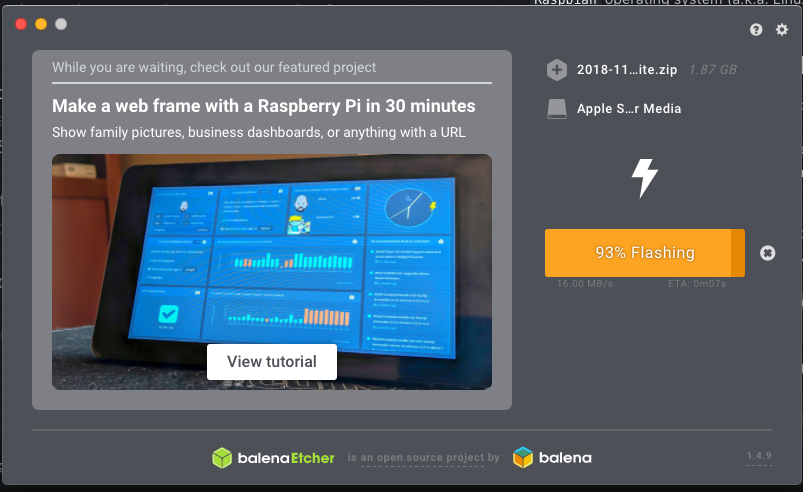 Raspbian operating system (a.k.a. Lin
While you are waiting, check out our featured project
Make a web frame with a Raspberry Pi in 30 minutes
Show family pictures, business dashboards, or anything with a URL
View tutorial
2018-11...ite.zip 1.87 GB
Apple S...r Media
93% Flashing
16.00 MB/s ETA: 0m07s
balenaEtcher is an open source project by balena
1.4.9